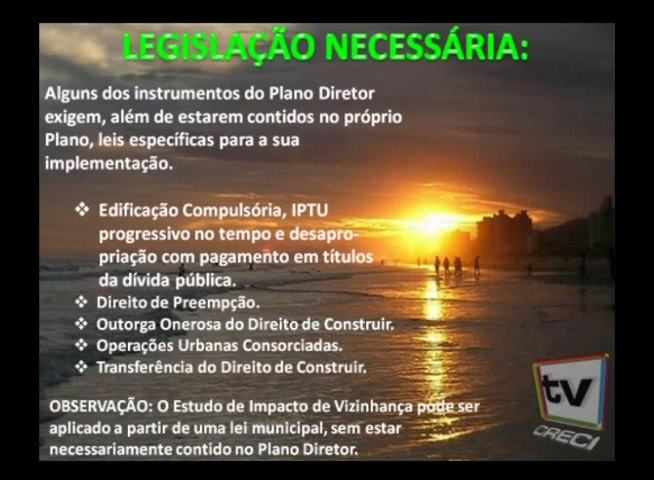 LEGISLAÇÃO NECESSÁRIA:
Alguns dos instrumentos do Plano Diretor
exigem, além de estarem contidos no próprio
Plano, leis específicas para a sua
implementação.
❖ Edificação Compulsória, IPTU
progressivo no tempo e desapro-
priação com pagamento em títulos
da dívida pública.
❖ Direito de Preempção.
❖ Outorga Onerosa do Direito de Construir.
❖ Operações Urbanas Consorciadas.
❖ Transferência do Direito de Construir.
OBSERVAÇÃO: O Estudo de Impacto de Vizinhança pode ser
aplicado a partir de uma lei municipal, sem estar
necessariamente contido no Plano Diretor.
tv
CRECI